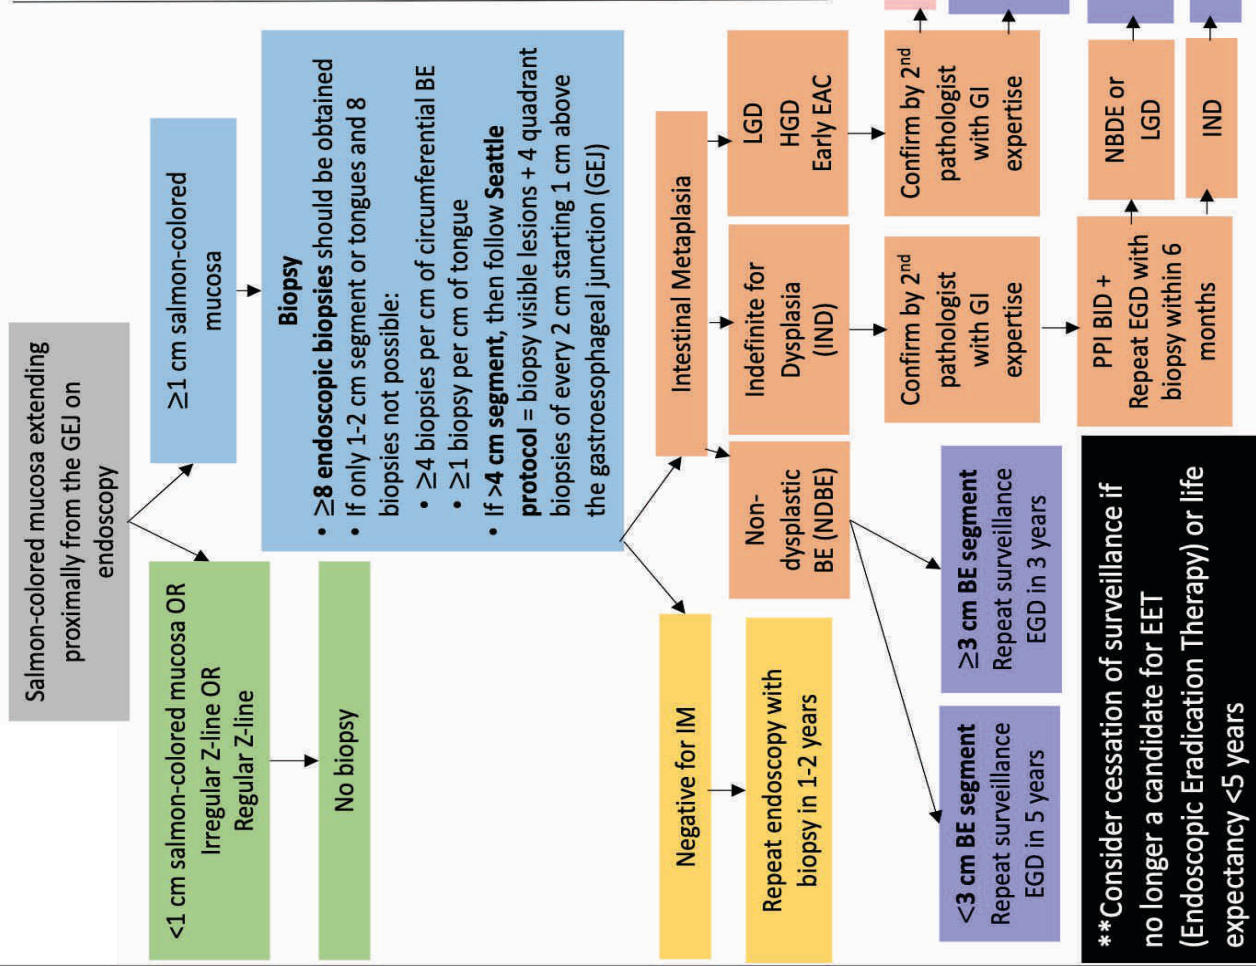 Salmon-colored mucosa extending
proximally from the GEJ on
endoscopy
<1 cm salmon-colored mucosa OR
Irregular Z-line OR
Regular Z-line
No biopsy
≥1 cm salmon-colored
mucosa
Biopsy
• ≥8 endoscopic biopsies should be obtained
• If only 1-2 cm segment or tongues and 8
biopsies not possible:
• ≥4 biopsies per cm of circumferential BE
• ≥1 biopsy per cm of tongue
• If >4 cm segment, then follow Seattle
protocol = biopsy visible lesions + 4 quadrant
biopsies of every 2 cm starting 1 cm above
the gastroesophageal junction (GEJ)
Negative for IM
Repeat endoscopy with
biopsy in 1-2 years
Intestinal Metaplasia
Non-
dysplastic
BE (NDBE)
Indefinite for
Dysplasia
(IND)
LGD
HGD
Early EAC
<3 cm BE segment
Repeat surveillance
EGD in 5 years
≥3 cm BE segment
Repeat surveillance
EGD in 3 years
Confirm by 2nd
pathologist
with GI
expertise
Confirm by 2nd
pathologist
with GI
expertise
PPI BID +
Repeat EGD with
biopsy within 6
months
NBDE or
LGD
IND
**Consider cessation of surveillance if
no longer a candidate for EET
(Endoscopic Eradication Therapy) or life
expectancy <5 years